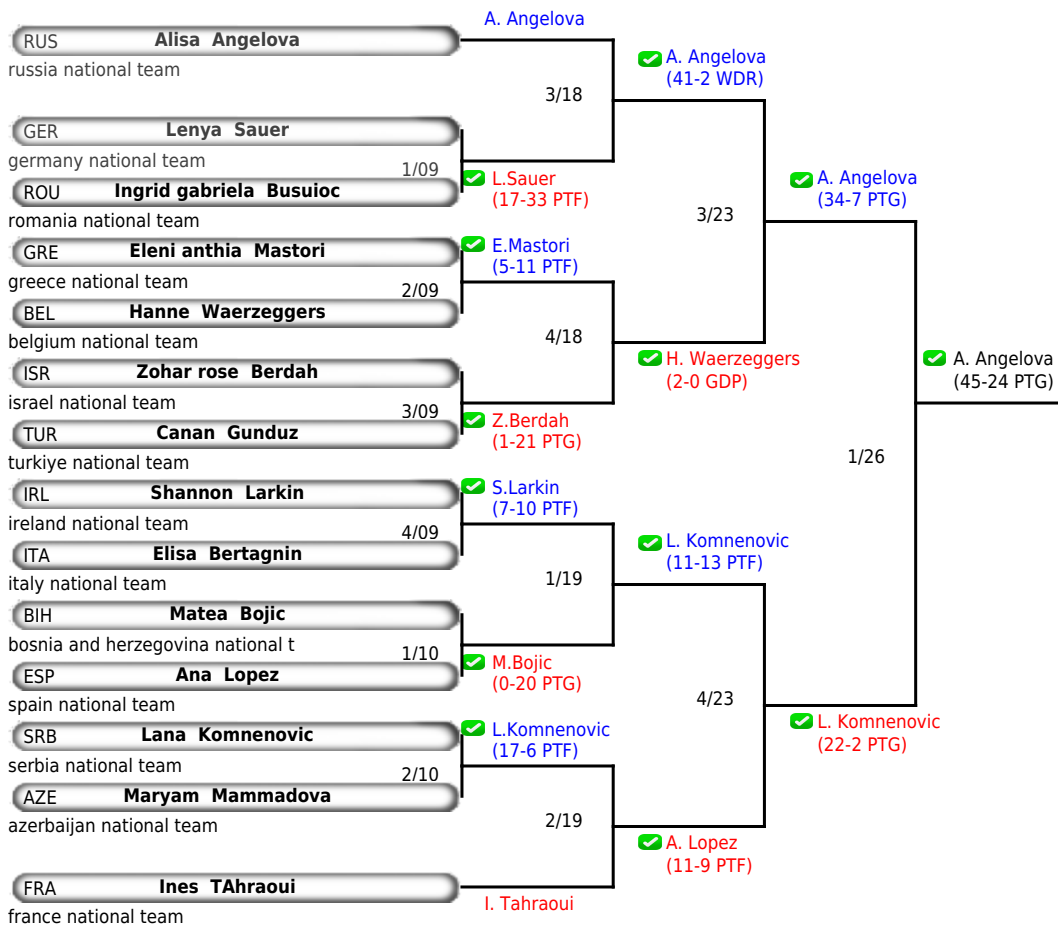 A. Angelova
RUS Alisa Angelova
russia national team
A. Angelova
(41-2 WDR)
3/18
GER Lenya Sauer
germany national team
1/09
L.Sauer
(17-33 PTF)
ROU Ingrid gabriela Busuioc
romania national team
A. Angelova
(34-7 PTG)
3/23
GRE Eleni anthia Mastori
greece national team
E.Mastori
(5-11 PTF)
2/09
BEL Hanne Waerzeggers
belgium national team
4/18
H. Waerzeggers
(2-0 GDP)
A. Angelova
(45-24 PTG)
ISR Zohar rose Berdah
israel national team
3/09
TUR Canan Gunduz
turkiye national team
Z.Berdah
(1-21 PTG)
1/26
IRL Shannon Larkin
ireland national team
S.Larkin
(7-10 PTF)
4/09
ITA Elisa Bertagnin
italy national team
L. Komnenovic
(11-13 PTF)
1/19
BIH Matea Bojic
bosnia and herzegovina national t
1/10
ESP Ana Lopez
spain national team
M.Bojic
(0-20 PTG)
4/23
SRB Lana Komnenovic
serbia national team
L.Komnenovic
(17-6 PTF)
L. Komnenovic
(22-2 PTG)
2/10
AZE Maryam Mammadova
azerbaijan national team
2/19
A. Lopez
(11-9 PTF)
FRA Ines TAhraoui
france national team
I. Tahraoui